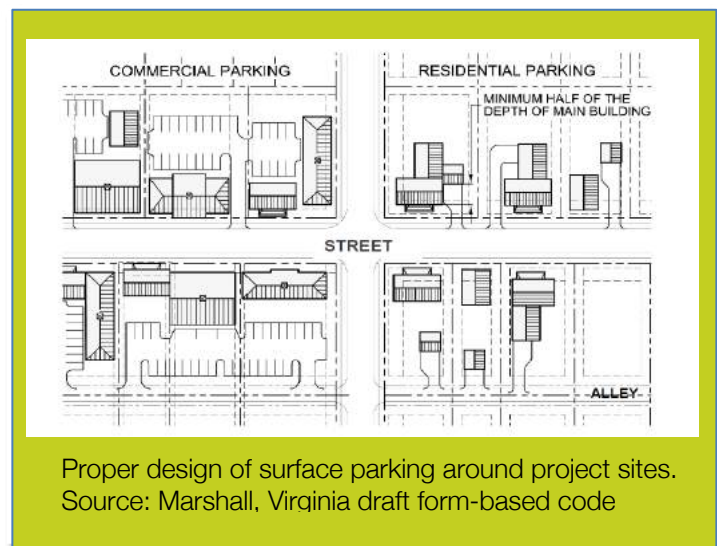 COMMERCIAL PARKING
RESIDENTIAL PARKING
MINIMUM HALF OF THE
DEPTH OF MAIN BUILDING
STREET
ALLEY
Proper design of surface parking around project sites.
Source: Marshall, Virginia draft form-based code